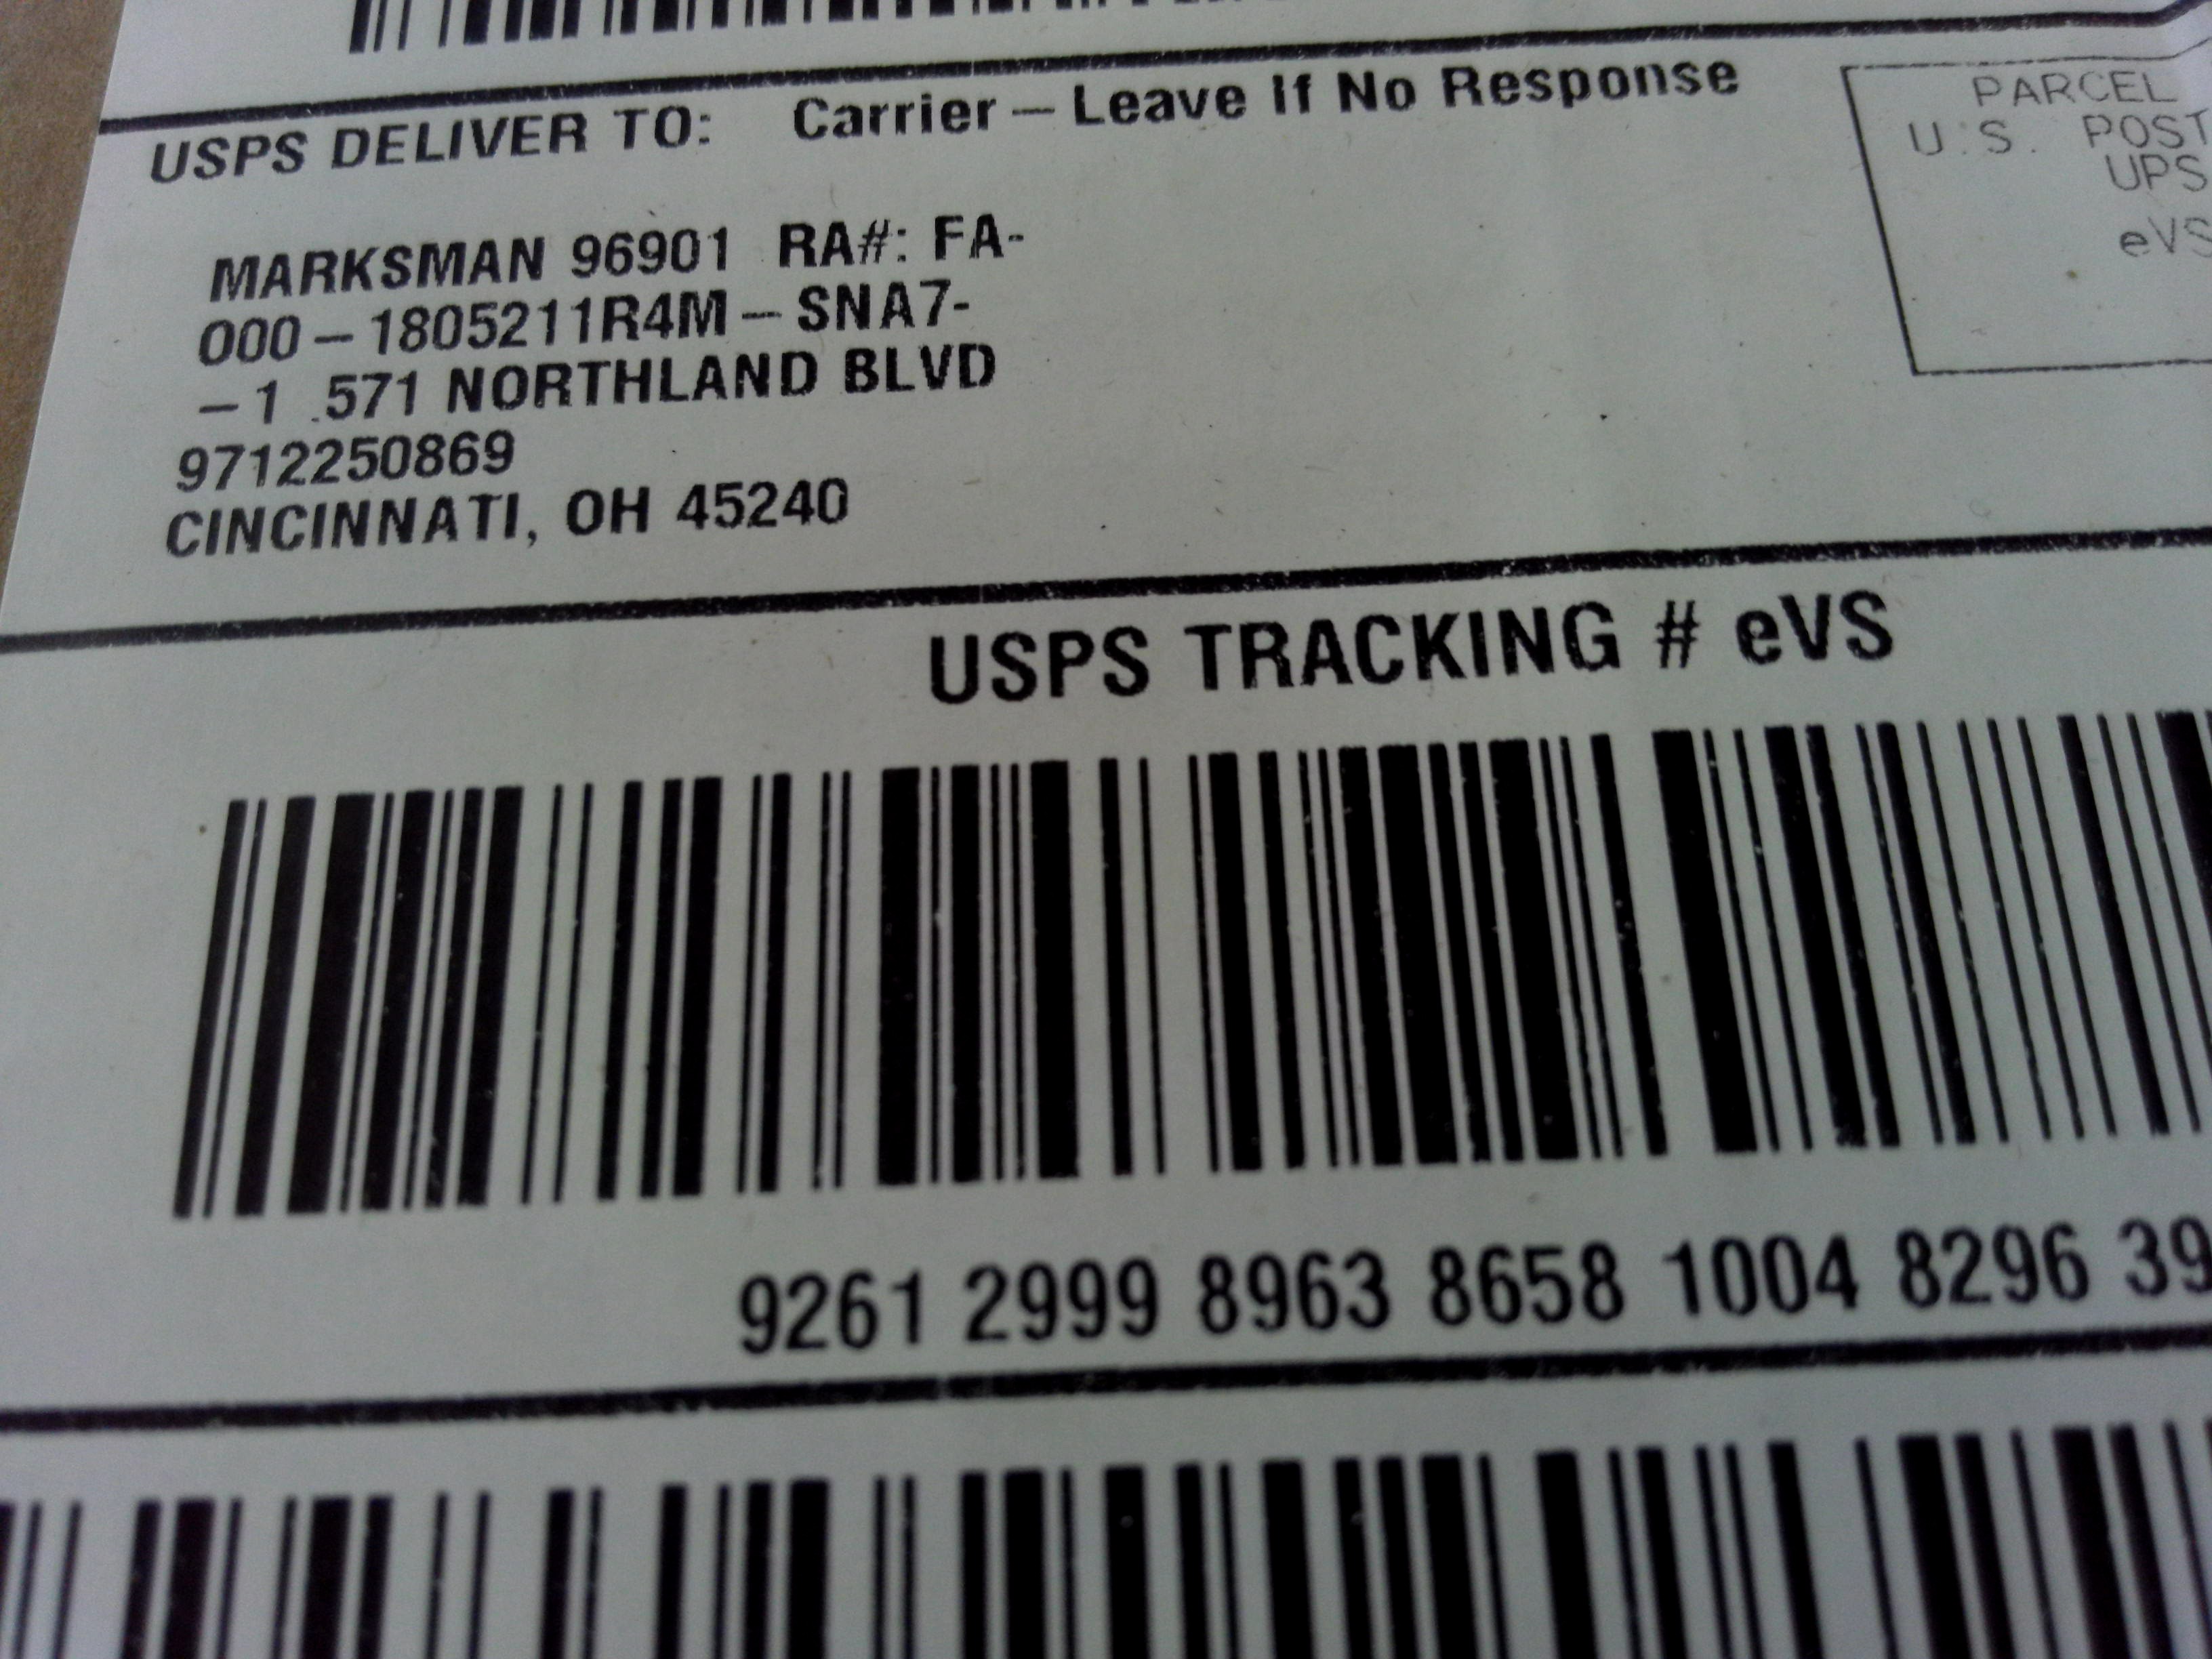 USPS DELIVER TO: Carrier – Leave If No Response
PARCEL
U.S. POST
UPS
eVS
MARKSMAN 96901 RA#: FA-
000 – 1805211R4M – SNA7-
– 1 .571 NORTHLAND BLVD
9712250869
CINCINNATI, OH 45240
USPS TRACKING # eVS
9261 2999 8963 8658 1004 8296 39